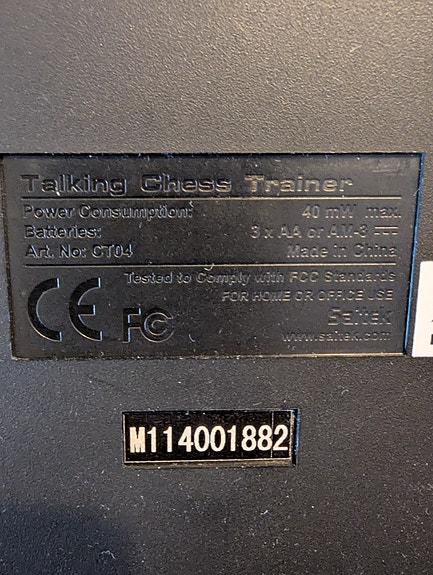 Talking Chess Trainer
Power Consumption: 40 mW max.
Batteries: 3 x AA or AM-3
Art. No: CT04 Made in China
Tested to Comply with FCC Standards
FOR HOME OR OFFICE USE
CE FC Saitek
www.saitek.com
M114001882